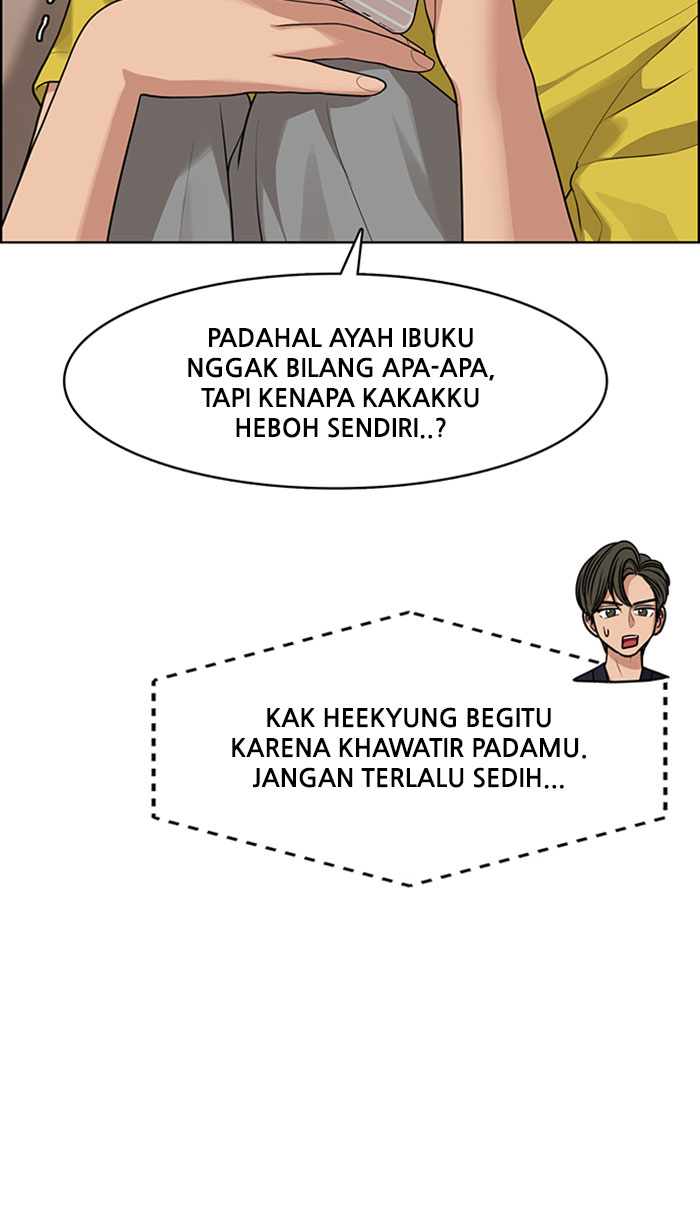 PADAHAL AYAH IBUKU
NGGAK BILANG APA-APA,
TAPI KENAPA KAKAKKU
HEBOH SENDIRI..?
KAK HEEKYUNG BEGITU
KARENA KHAWATIR PADAMU.
JANGAN TERLALU SEDIH...